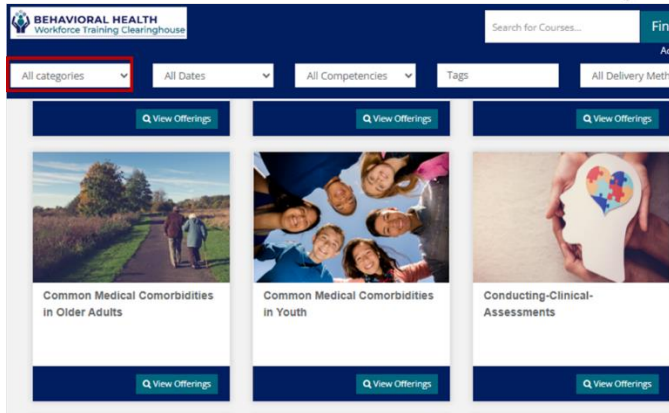 BEHAVIORAL HEALTH
Workforce Training Clearinghouse
Search for Courses...
Fin
Ad
All categories
All Dates
All Competencies
Tags
All Delivery Meth
View Offerings
View Offerings
View Offerings
Common Medical Comorbidities
in Older Adults
Common Medical Comorbidities
in Youth
Conducting-Clinical-
Assessments
View Offerings
View Offerings
View Offerings